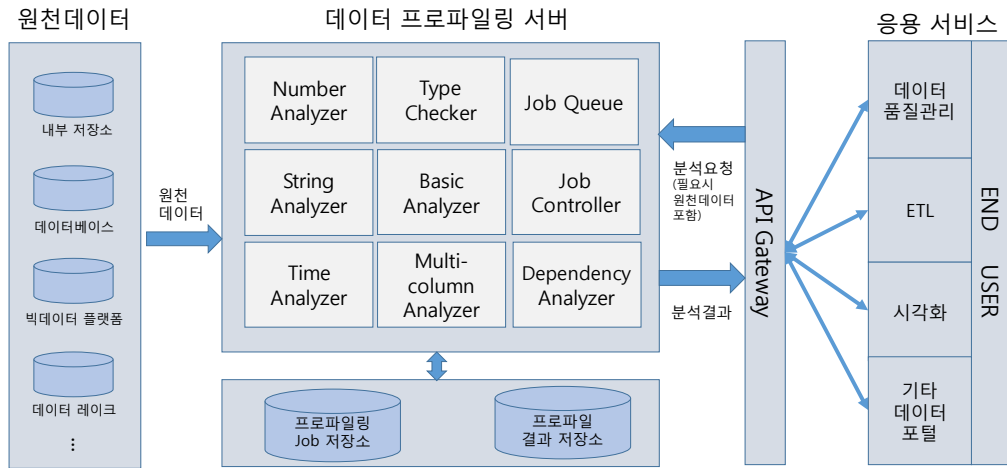 원천데이터
내부 저장소
데이터베이스
빅데이터 플랫폼
데이터 레이크
...
원천
데이터
데이터 프로파일링 서버
Number
Analyzer
Type
Checker
Job Queue
String
Analyzer
Basic
Analyzer
Job
Controller
Time
Analyzer
Multi-
column
Analyzer
Dependency
Analyzer
프로파일링
Job 저장소
프로파일
결과 저장소
분석요청
(필요시
원천데이터
포함)
분석결과
API Gateway
응용 서비스
데이터
품질관리
ETL
시각화
기타
데이터
포털
END USER